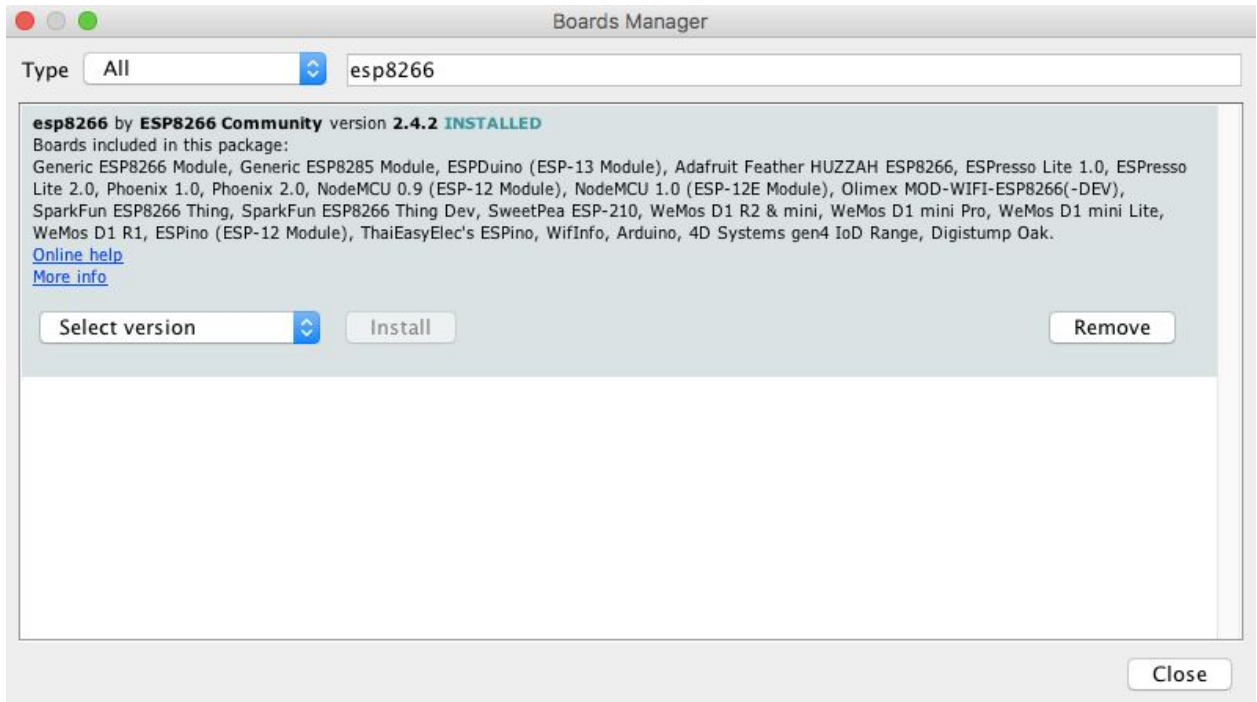 Boards Manager
Type All esp8266
esp8266 by ESP8266 Community version 2.4.2 INSTALLED
Boards included in this package:
Generic ESP8266 Module, Generic ESP8285 Module, ESPDuino (ESP-13 Module), Adafruit Feather HUZZAH ESP8266, ESPresso Lite 1.0, ESPresso
Lite 2.0, Phoenix 1.0, Phoenix 2.0, NodeMCU 0.9 (ESP-12 Module), NodeMCU 1.0 (ESP-12E Module), Olimex MOD-WIFI-ESP8266(-DEV),
SparkFun ESP8266 Thing, SparkFun ESP8266 Thing Dev, SweetPea ESP-210, WeMos D1 R2 & mini, WeMos D1 mini Pro, WeMos D1 mini Lite,
WeMos D1 R1, ESPino (ESP-12 Module), ThaiEasyElec's ESPino, WifInfo, Arduino, 4D Systems gen4 IoD Range, Digistump Oak.
Online help
More info
Select version Install Remove
Close